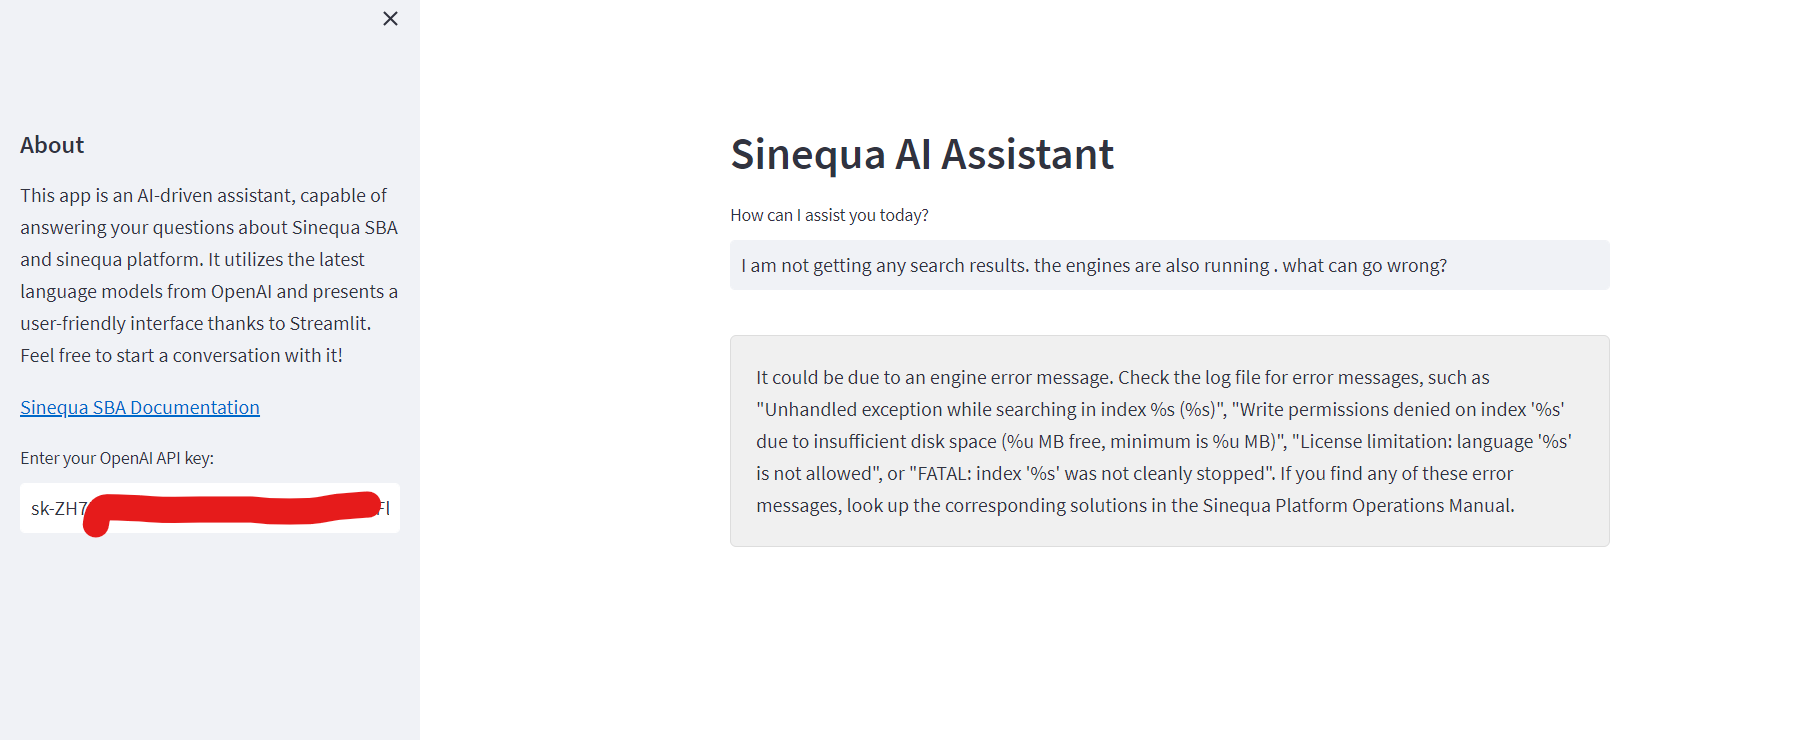 About
This app is an AI-driven assistant, capable of
answering your questions about Sinequa SBA
and sinequa platform. It utilizes the latest
language models from OpenAI and presents a
user-friendly interface thanks to Streamlit.
Feel free to start a conversation with it!
Sinequa SBA Documentation
Enter your OpenAI API key:
sk-ZH7
Sinequa AI Assistant
How can I assist you today?
I am not getting any search results. the engines are also running . what can go wrong?
It could be due to an engine error message. Check the log file for error messages, such as
"Unhandled exception while searching in index %s (%s)", "Write permissions denied on index '%s'
due to insufficient disk space (%u MB free, minimum is %u MB)", "License limitation: language '%s'
is not allowed", or "FATAL: index '%s' was not cleanly stopped". If you find any of these error
messages, look up the corresponding solutions in the Sinequa Platform Operations Manual.